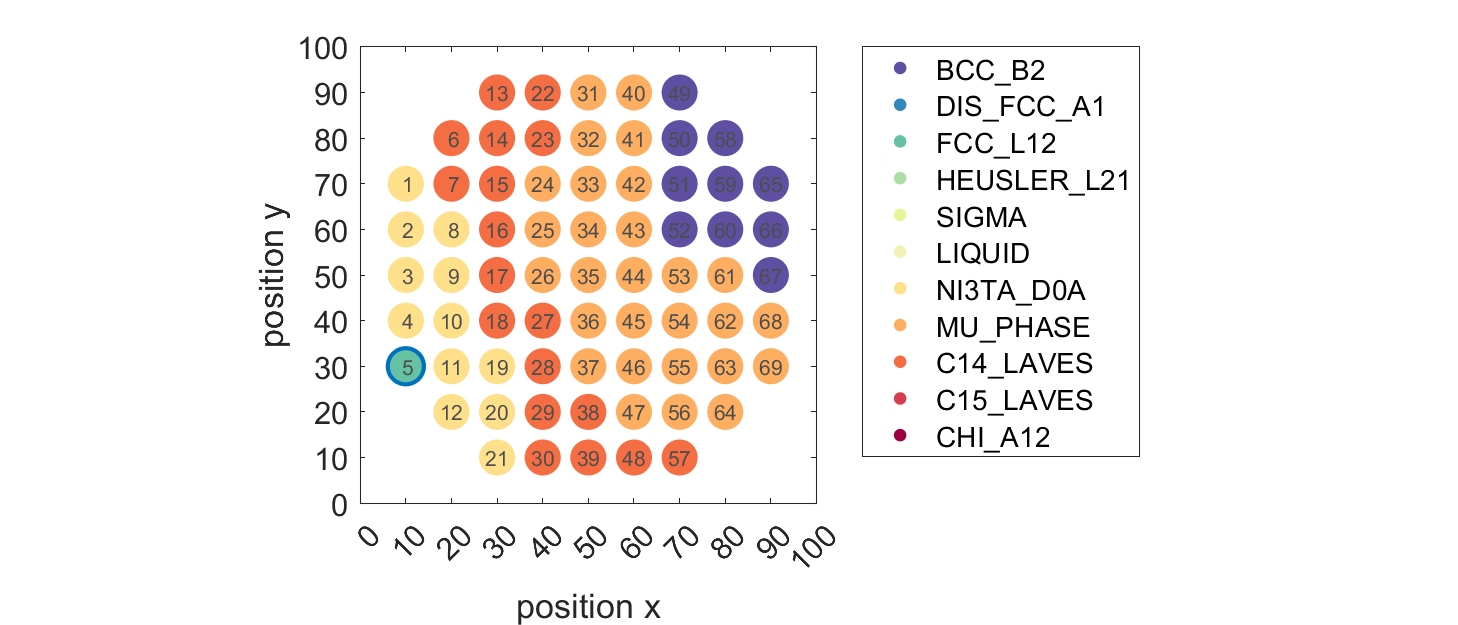 100
90
80
70
60
50
40
30
20
10
0
position y
13 22 31 40 49
6 14 23 32 41 50 58
1 7 15 24 33 42 51 59 65
2 8 16 25 34 43 52 60 66
3 9 17 26 35 44 53 61 67
4 10 18 27 36 45 54 62 68
5 11 19 28 37 46 55 63 69
12 20 29 38 47 56 64
21 30 39 48 57
0 10 20 30 40 50 60 70 80 90 100
position x
BCC_B2
DIS_FCC_A1
FCC_L12
HEUSLER_L21
SIGMA
LIQUID
NI3TA_D0A
MU_PHASE
C14_LAVES
C15_LAVES
CHI_A12